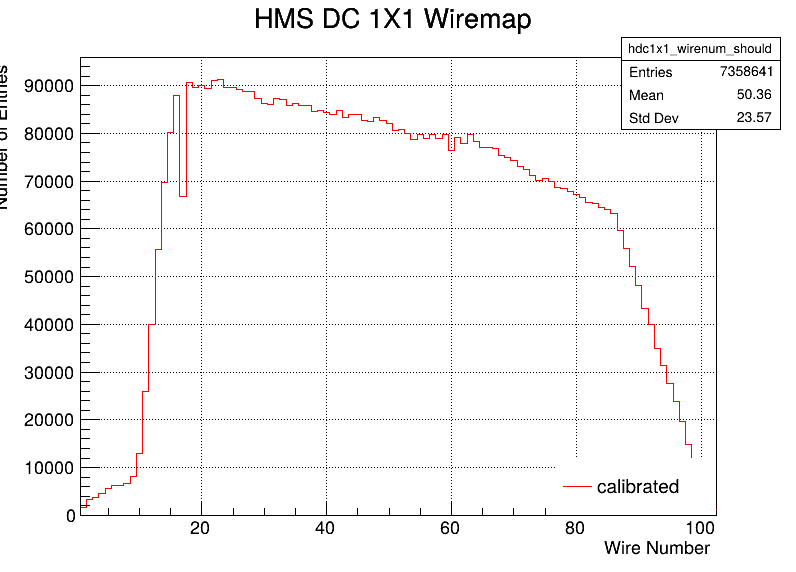 HMS DC 1X1 Wiremap
hdc1x1_wirenum_should
Entries 7358641
Mean 50.36
Std Dev 23.57
Number of Entries
90000
80000
70000
60000
50000
40000
30000
20000
10000
0
20 40 60 80 100
calibrated
Wire Number